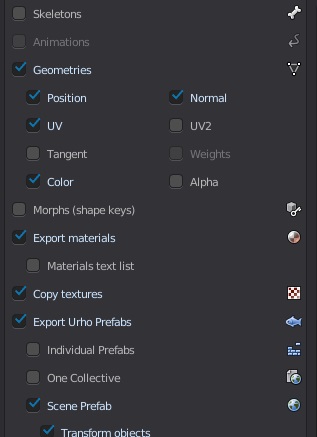 Skeletons
Animations
Geometries
Position Normal
UV UV2
Tangent Weights
Color Alpha
Morphs (shape keys)
Export materials
Materials text list
Copy textures
Export Urho Prefabs
Individual Prefabs
One Collective
Scene Prefab
Transform objects